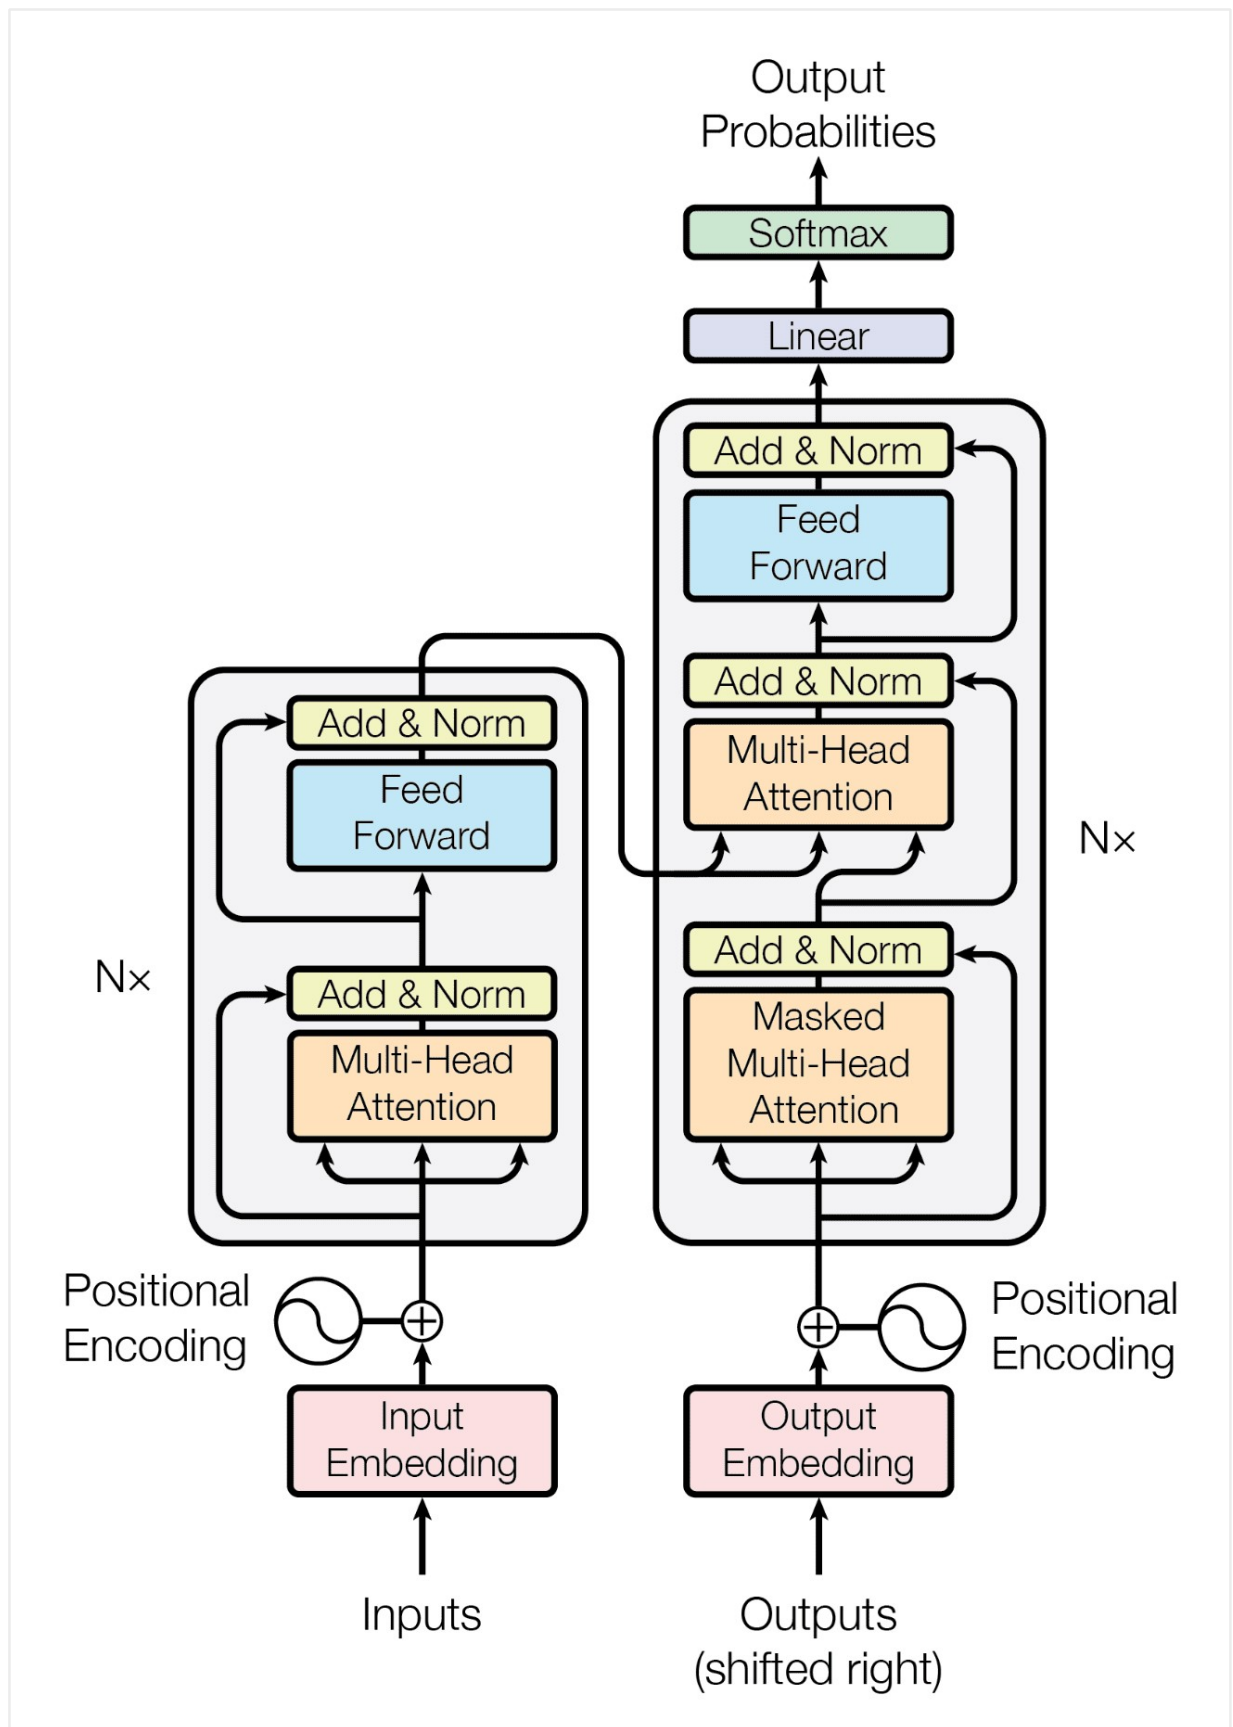 Output
Probabilities
Softmax
Linear
Add & Norm
Feed
Forward
Add & Norm
Multi-Head
Attention
Nx
Add & Norm
Masked
Multi-Head
Attention
Add & Norm
Feed
Forward
Nx
Add & Norm
Multi-Head
Attention
Positional
Encoding
Positional
Encoding
Input
Embedding
Output
Embedding
Inputs
Outputs
(shifted right)